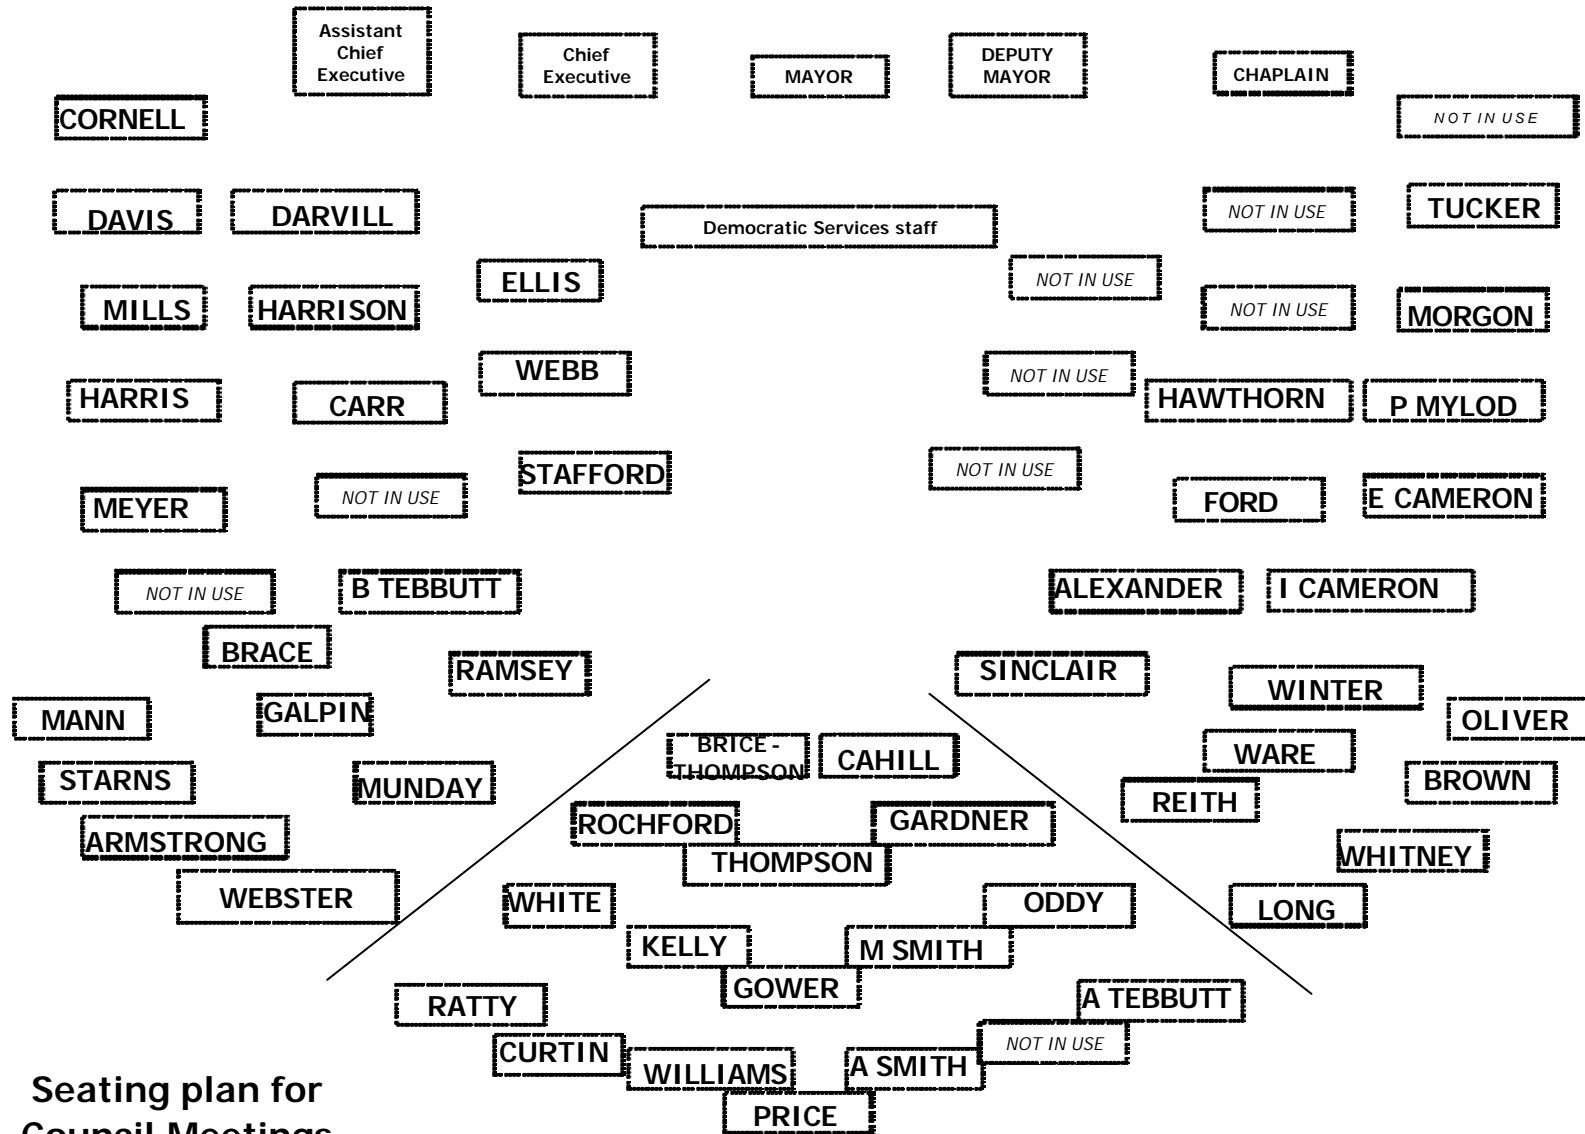 Assistant
Chief
Executive
Chief
Executive
MAYOR
DEPUTY
MAYOR
CHAPLAIN
CORNELL
NOT IN USE
DAVIS
DARVILL
Democratic Services staff
NOT IN USE
TUCKER
ELLIS
NOT IN USE
MILLS
HARRISON
NOT IN USE
MORGON
WEBB
NOT IN USE
HARRIS
CARR
HAWTHORN
P MYLOD
STAFFORD
NOT IN USE
MEYER
NOT IN USE
FORD
E CAMERON
NOT IN USE
B TEBBUTT
ALEXANDER
I CAMERON
BRACE
RAMSEY
SINCLAIR
WINTER
MANN
GALPIN
OLIVER
BRICE-
THOMPSON
CAHILL
WARE
STARNS
MUNDAY
BROWN
REITH
ARMSTRONG
ROCHFORD
GARDNER
THOMPSON
WHITNEY
WEBSTER
WHITE
ODDY
LONG
KELLY
M SMITH
GOWER
RATTY
A TEBBUTT
CURTIN
NOT IN USE
WILLIAMS
A SMITH
PRICE
Seating plan for
Council Meetings